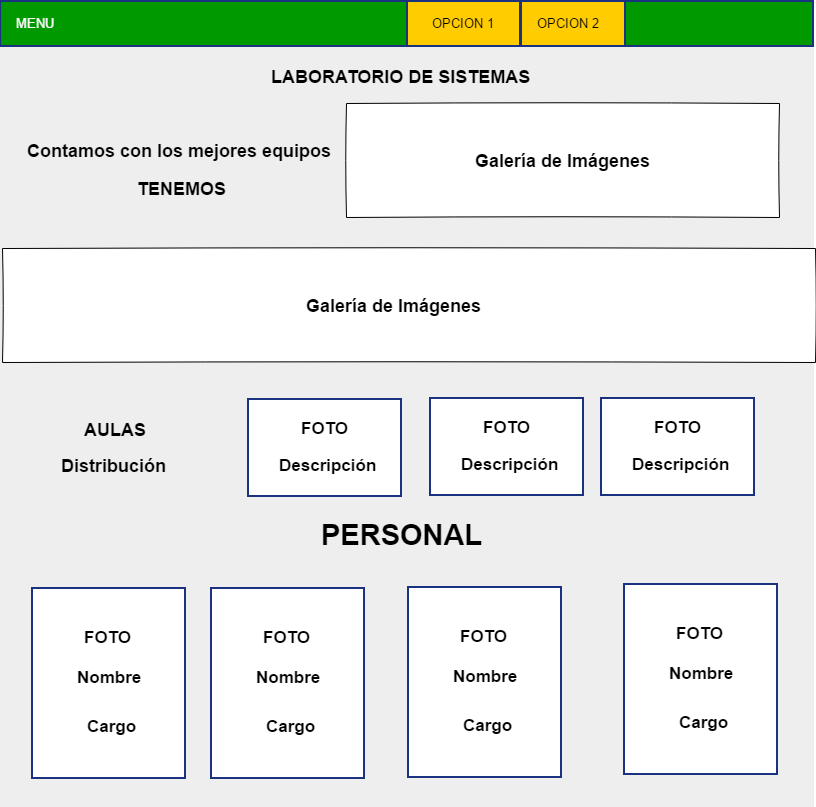 MENU
OPCION 1
OPCION 2
LABORATORIO DE SISTEMAS
Contamos con los mejores equipos
TENEMOS
Galería de Imágenes
Galería de Imágenes
AULAS
Distribución
FOTO
Descripción
FOTO
Descripción
FOTO
Descripción
PERSONAL
FOTO
Nombre
Cargo
FOTO
Nombre
Cargo
FOTO
Nombre
Cargo
FOTO
Nombre
Cargo